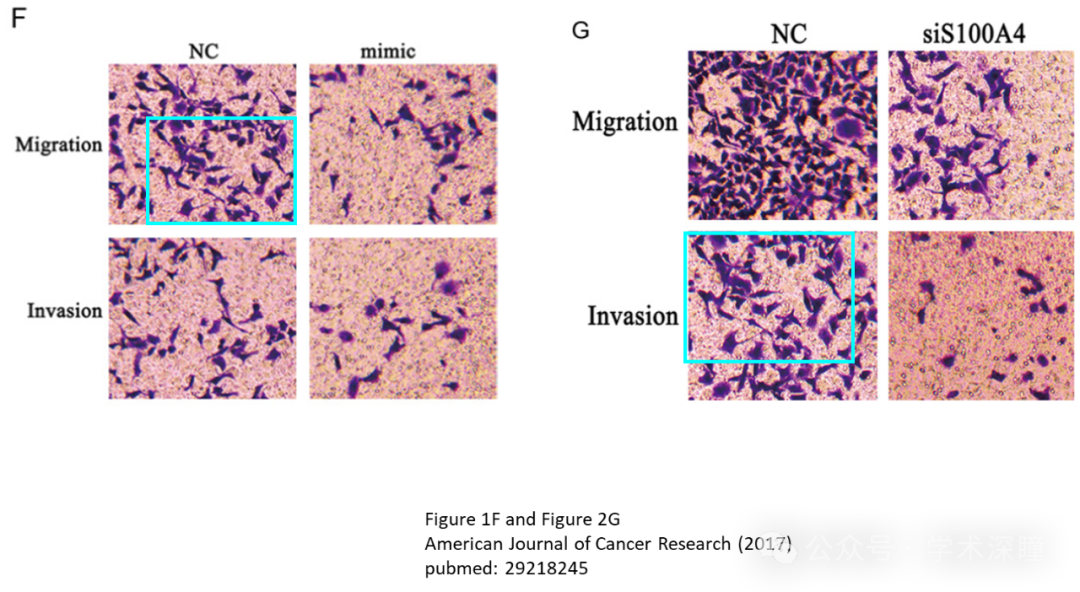 F
NC
mimic
Migration
Invasion
G
NC
siS100A4
Migration
Invasion
Figure 1F and Figure 2G
American Journal of Cancer Research (2017)
pubmed: 29218245
公众号 学术深瞳